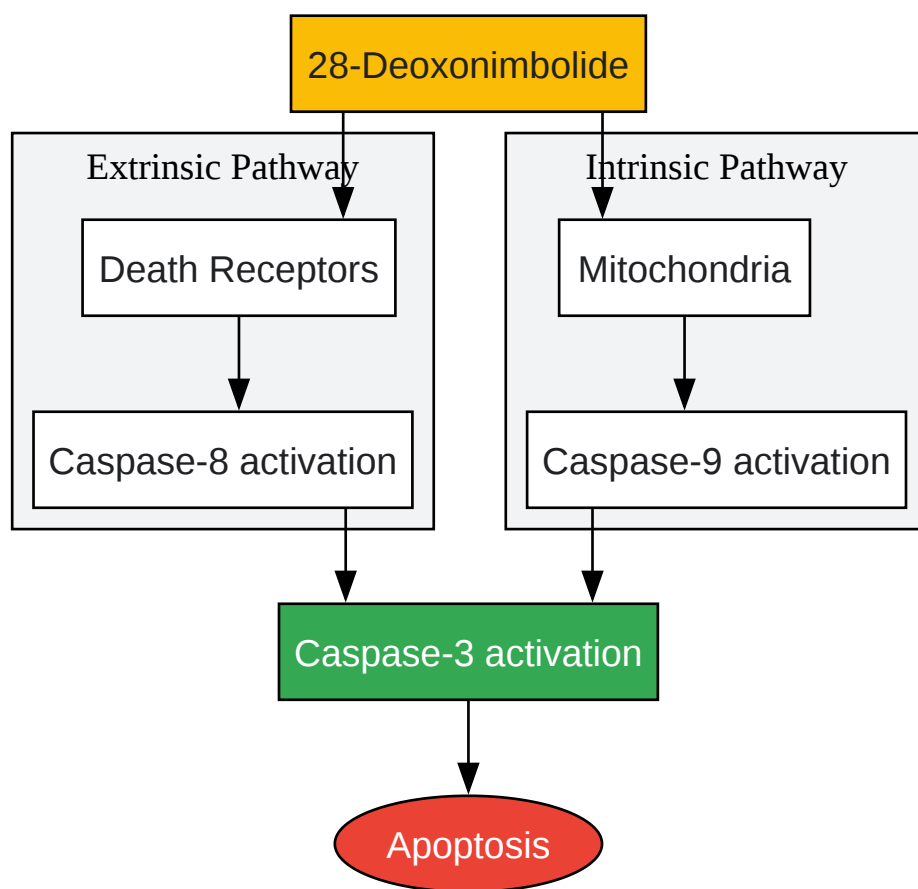 28-Deoxonimbolide
Extrinsic Pathway
Intrinsic Pathway
Death Receptors
Mitochondria
Caspase-8 activation
Caspase-9 activation
Caspase-3 activation
Apoptosis